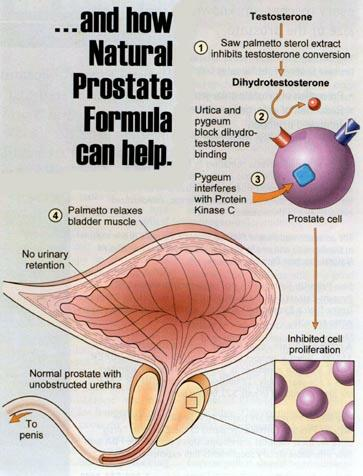 ...and how
Natural
Prostate
Formula
can help.
Testosterone
1
Saw palmetto sterol extract
inhibits testosterone conversion
Dihydrotestosterone
Urtica and
pygeum
block dihydro-
testosterone
binding
2
Pygeum
interferes
with Protein
Kinase C
3
Prostate cell
4
Palmetto relaxes
bladder muscle
No urinary
retention
Inhibited cell
proliferation
Normal prostate with
unobstructed urethra
To
penis